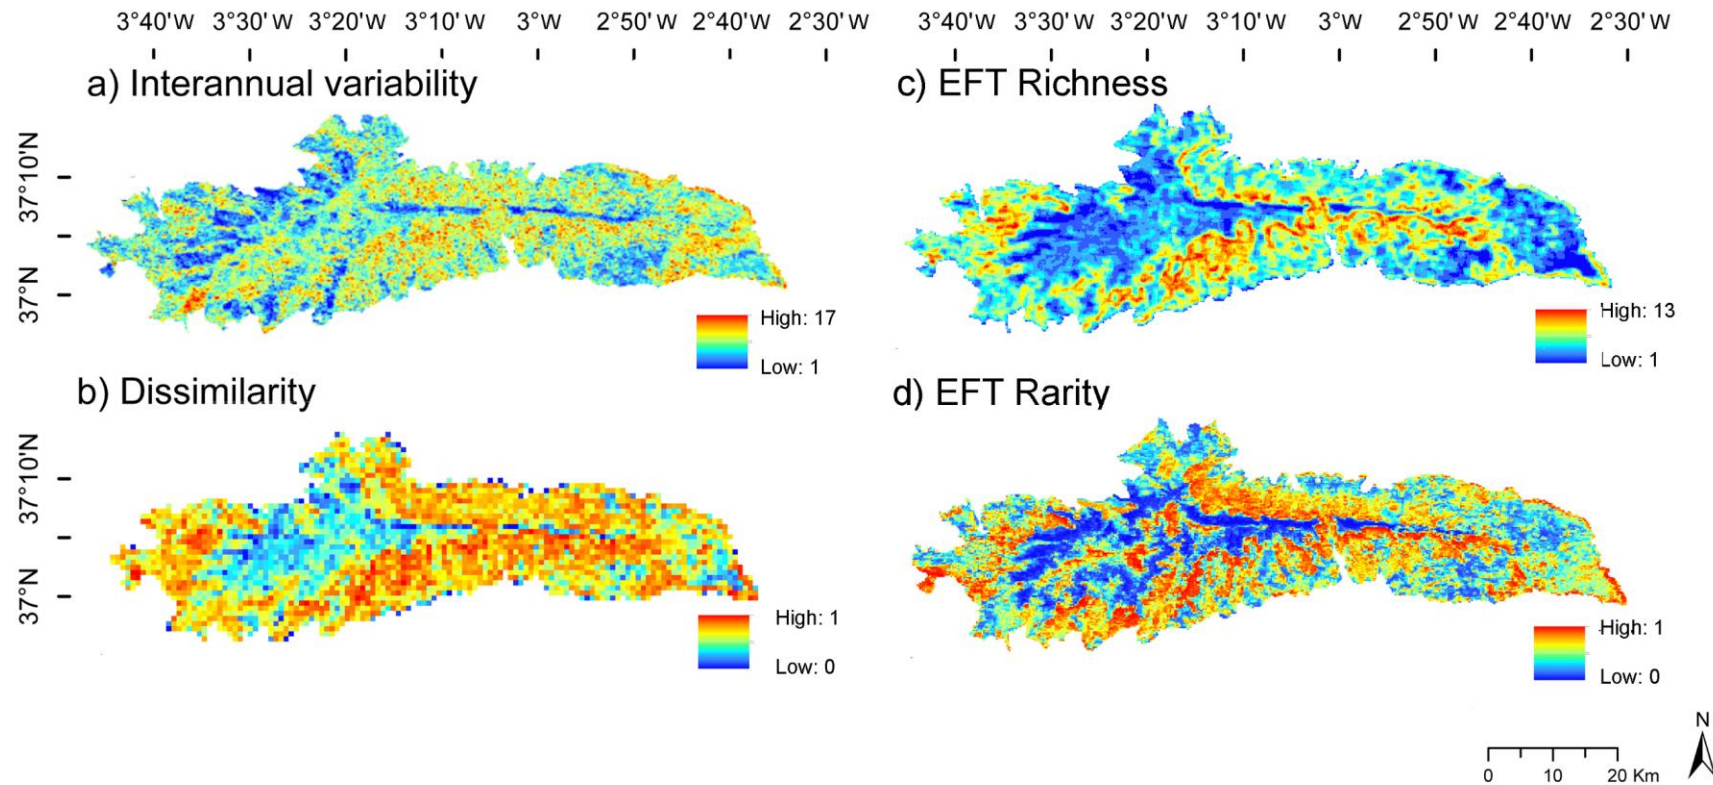 3°40'W 3°30'W 3°20'W 3°10'W 3°W 2°50'W 2°40'W 2°30'W
3°40'W 3°30'W 3°20'W 3°10'W 3°W 2°50'W 2°40'W 2°30'W
a) Interannual variability
37°10'N
37°N
High: 17
Low: 1
c) EFT Richness
High: 13
Low: 1
b) Dissimilarity
37°10'N
37°N
High: 1
Low: 0
d) EFT Rarity
High: 1
Low: 0
N
0 10 20 Km